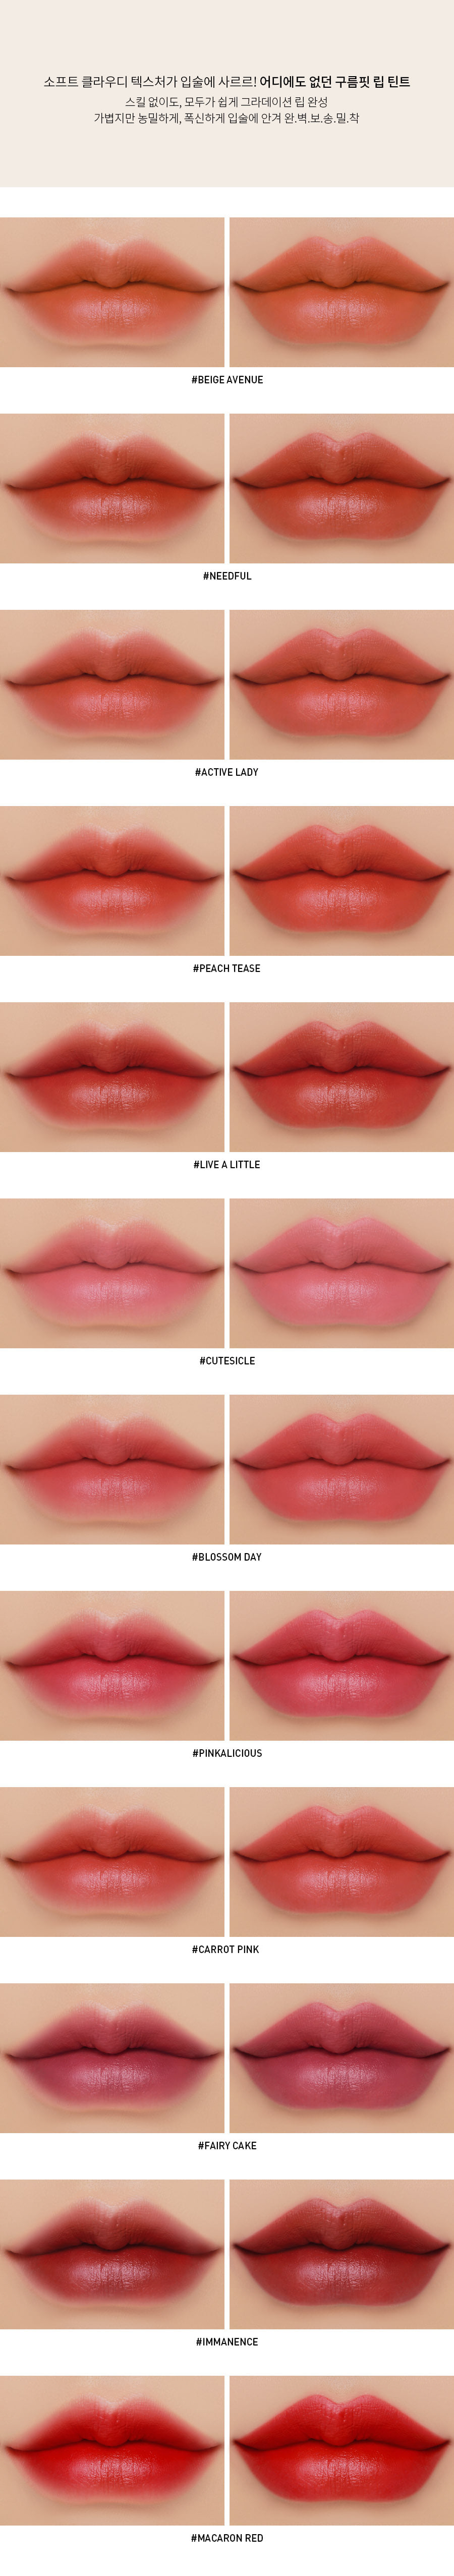 소프트 클라우디 텍스처가 입술에 사르르! 어디에도 없던 구름핏 립 틴트
스킬 없이도, 모두가 쉽게 그라데이션 립 완성
가볍지만 농밀하게, 폭신하게 입술에 안겨 완.벽.보.송.밀.착
#BEIGE AVENUE
#NEEDFUL
#ACTIVE LADY
#PEACH TEASE
#LIVE A LITTLE
#CUTESICLE
#BLOSSOM DAY
#PINKALICIOUS
#CARROT PINK
#FAIRY CAKE
#IMMANENCE
#MACARON RED